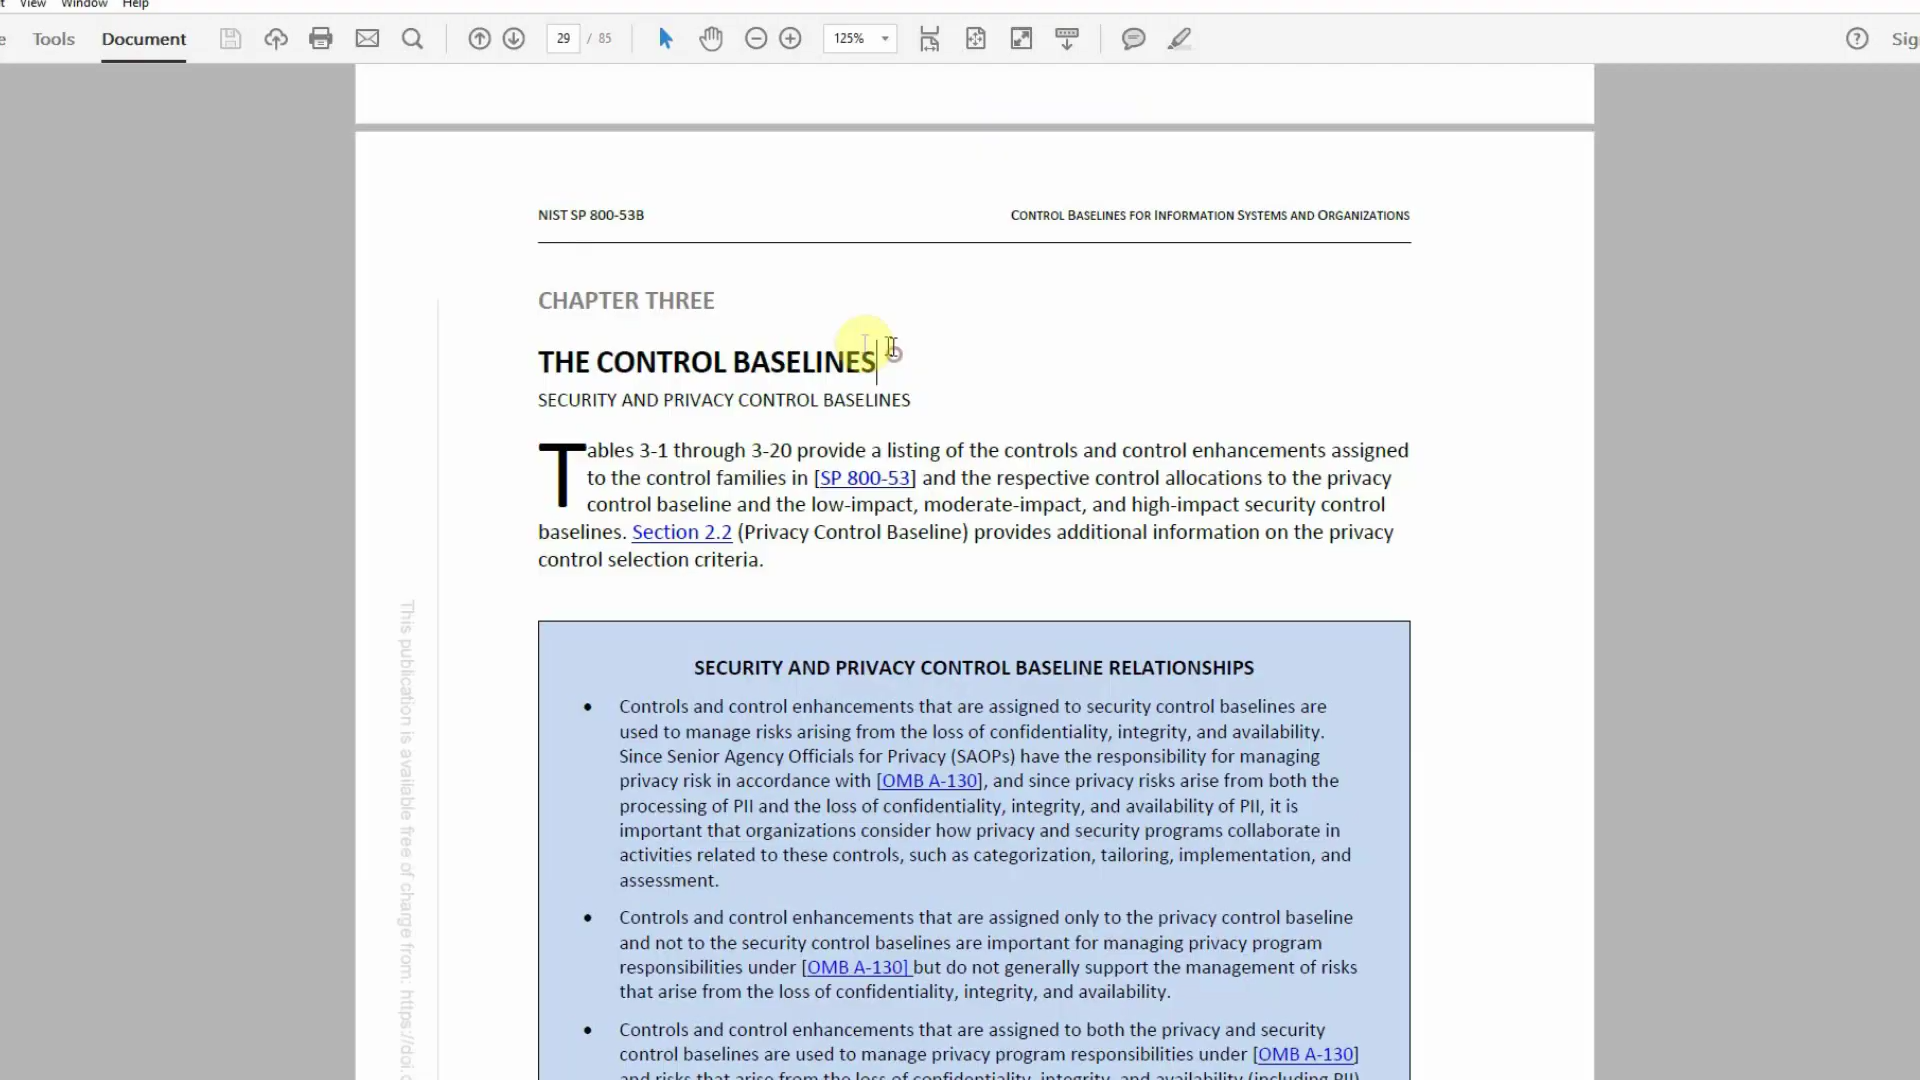 View Window Help
Tools Document 29 / 85 125% Sig
NIST SP 800-53B CONTROL BASELINES FOR INFORMATION SYSTEMS AND ORGANIZATIONS
CHAPTER THREE
THE CONTROL BASELINES
SECURITY AND PRIVACY CONTROL BASELINES
Tables 3-1 through 3-20 provide a listing of the controls and control enhancements assigned
to the control families in [SP 800-53] and the respective control allocations to the privacy
control baseline and the low-impact, moderate-impact, and high-impact security control
baselines. Section 2.2 (Privacy Control Baseline) provides additional information on the privacy
control selection criteria.
SECURITY AND PRIVACY CONTROL BASELINE RELATIONSHIPS
• Controls and control enhancements that are assigned to security control baselines are
used to manage risks arising from the loss of confidentiality, integrity, and availability.
Since Senior Agency Officials for Privacy (SAOPs) have the responsibility for managing
privacy risk in accordance with [OMB A-130], and since privacy risks arise from both the
processing of PII and the loss of confidentiality, integrity, and availability of PII, it is
important that organizations consider how privacy and security programs collaborate in
activities related to these controls, such as categorization, tailoring, implementation, and
assessment.
• Controls and control enhancements that are assigned only to the privacy control baseline
and not to the security control baselines are important for managing privacy program
responsibilities under [OMB A-130] but do not generally support the management of risks
that arise from the loss of confidentiality, integrity, and availability.
• Controls and control enhancements that are assigned to both the privacy and security
control baselines are used to manage privacy program responsibilities under [OMB A-130]
and risks that arise from the loss of confidentiality, integrity, and availability (including PII)
This publication is available free of charge from: https://doi.